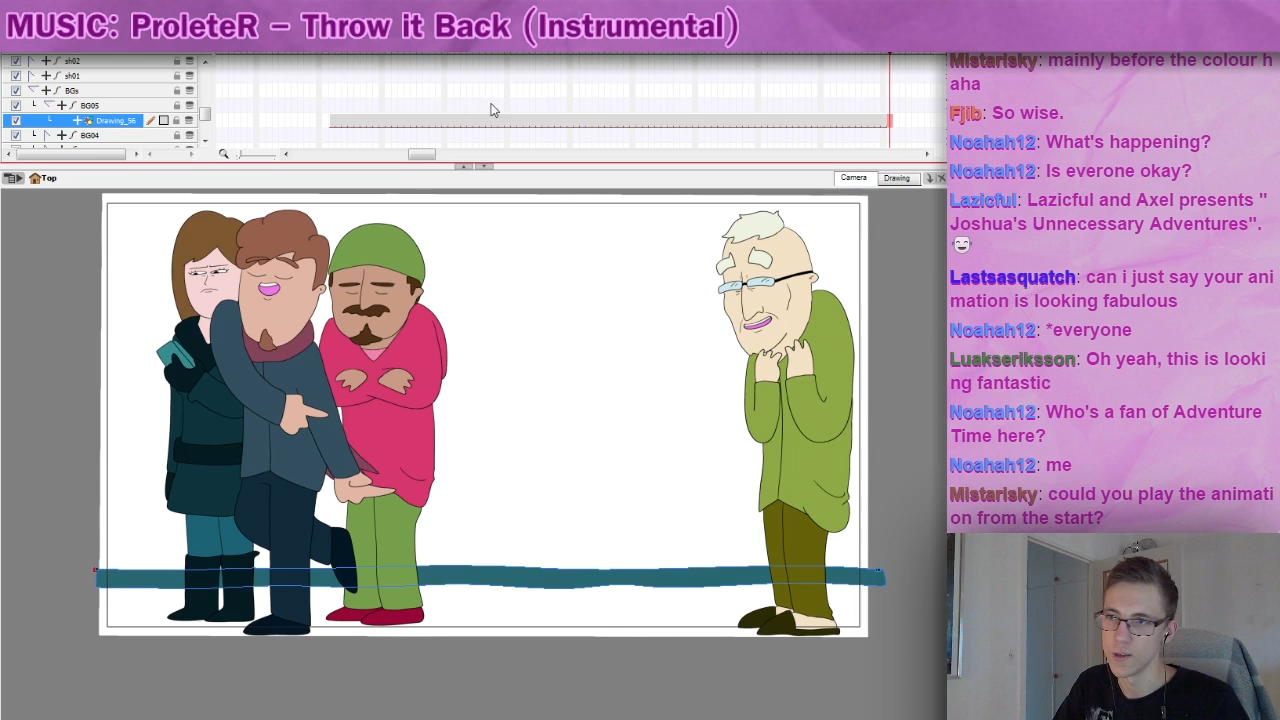 MUSIC: ProleteR – Throw it Back (Instrumental)
sh02
sh01
BGs
BG05
Drawing_56
BG04
Top
Camera
Drawing
Mistarisky: mainly before the colour h
aha
Fjib: So wise.
Noahah12: What's happening?
Noahah12: Is everone okay?
Lazicful: Lazicful and Axel presents "
Joshua's Unnecessary Adventures".
Lastsasquatch: can i just say your ani
mation is looking fabulous
Noahah12: *everyone
Luakseriksson: Oh yeah, this is looki
ng fantastic
Noahah12: Who's a fan of Adventure
Time here?
Noahah12: me
Mistarisky: could you play the animati
on from the start?